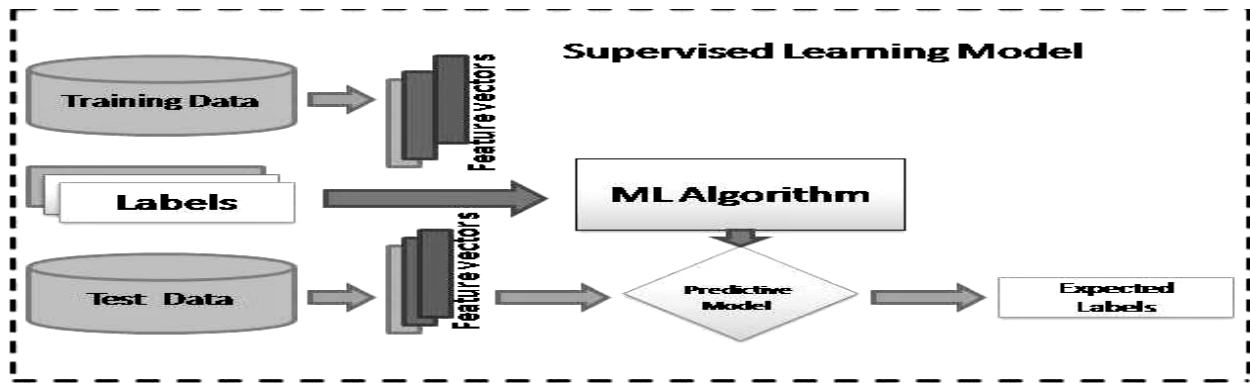 Supervised Learning Model
Training Data
Feature vectors
Labels
ML Algorithm
Test Data
Feature vectors
Predictive
Model
Expected
Labels